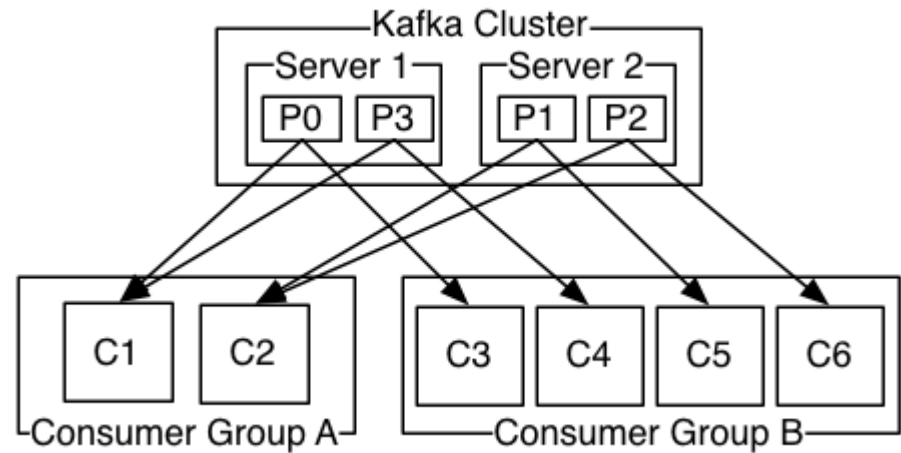 Kafka Cluster
Server 1
Server 2
P0
P3
P1
P2
C1
C2
C3
C4
C5
C6
Consumer Group A
Consumer Group B